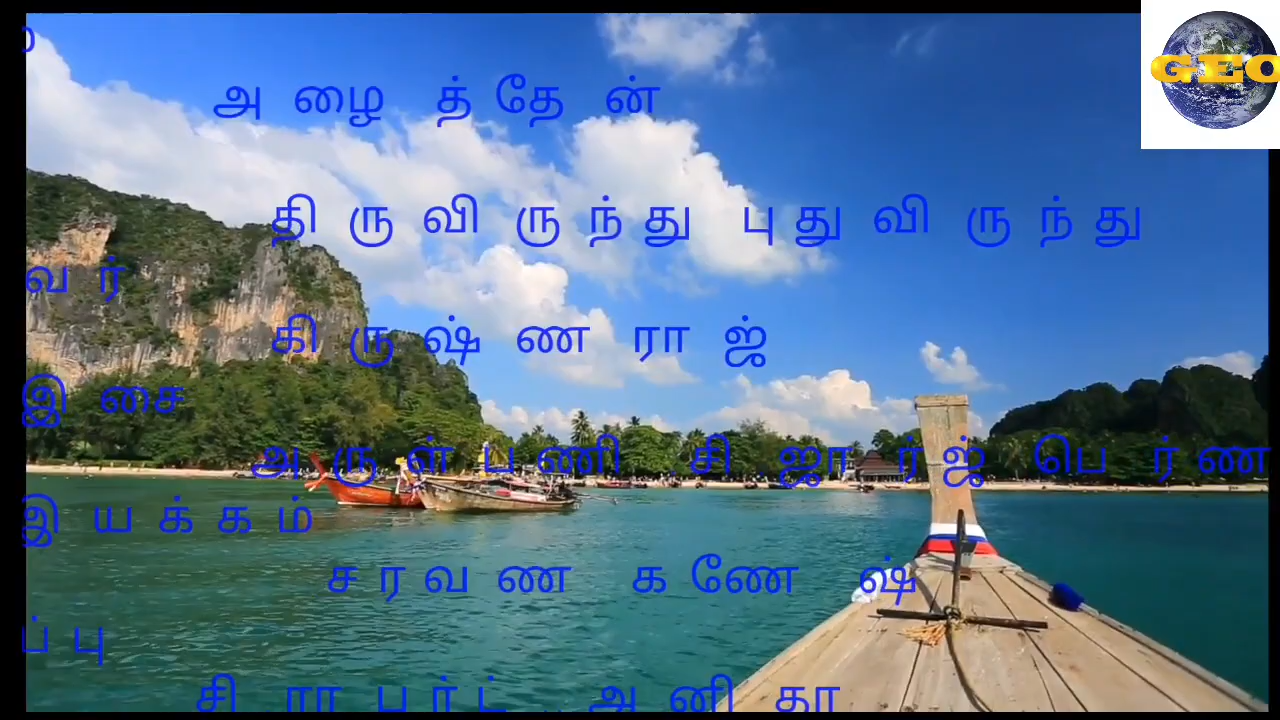 GEO
அழைத்தேன்
திருவிருந்து புதுவிருந்து
வர்
கிருஷ்ணராஜ்
இசை
அருள்பணி .சி .ஜார்ஜ் பெர்ண
இயக்கம்
சரவண கணேஷ்
ப்பு